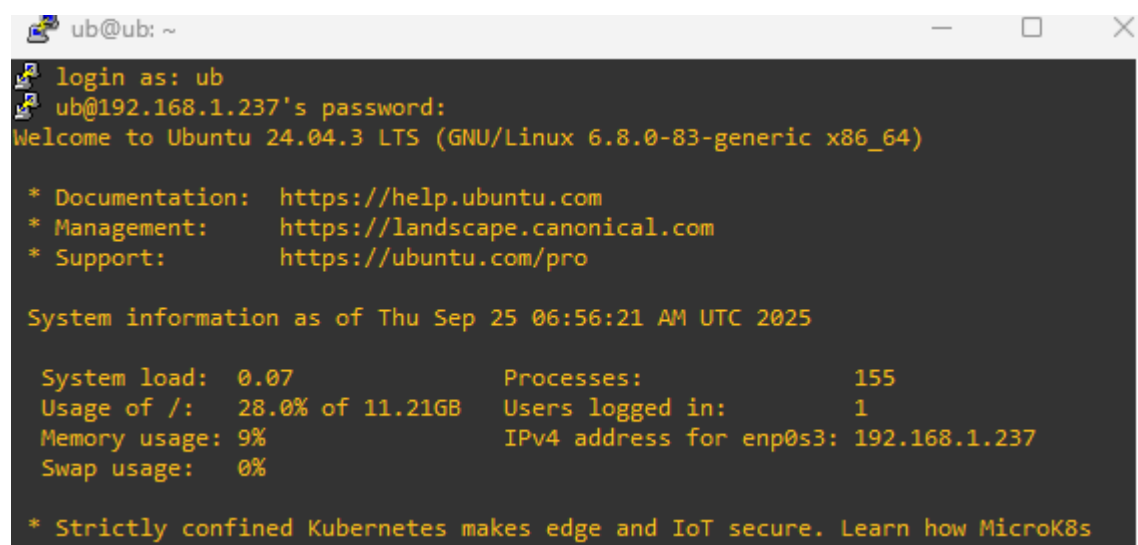 ub@ub: ~
login as: ub
ub@192.168.1.237's password:
Welcome to Ubuntu 24.04.3 LTS (GNU/Linux 6.8.0-83-generic x86_64)

 * Documentation:  https://help.ubuntu.com
 * Management:     https://landscape.canonical.com
 * Support:        https://ubuntu.com/pro

 System information as of Thu Sep 25 06:56:21 AM UTC 2025

  System load:  0.07               Processes:               155
  Usage of /:   28.0% of 11.21GB   Users logged in:         1
  Memory usage: 9%                 IPv4 address for enp0s3: 192.168.1.237
  Swap usage:   0%

 * Strictly confined Kubernetes makes edge and IoT secure. Learn how MicroK8s